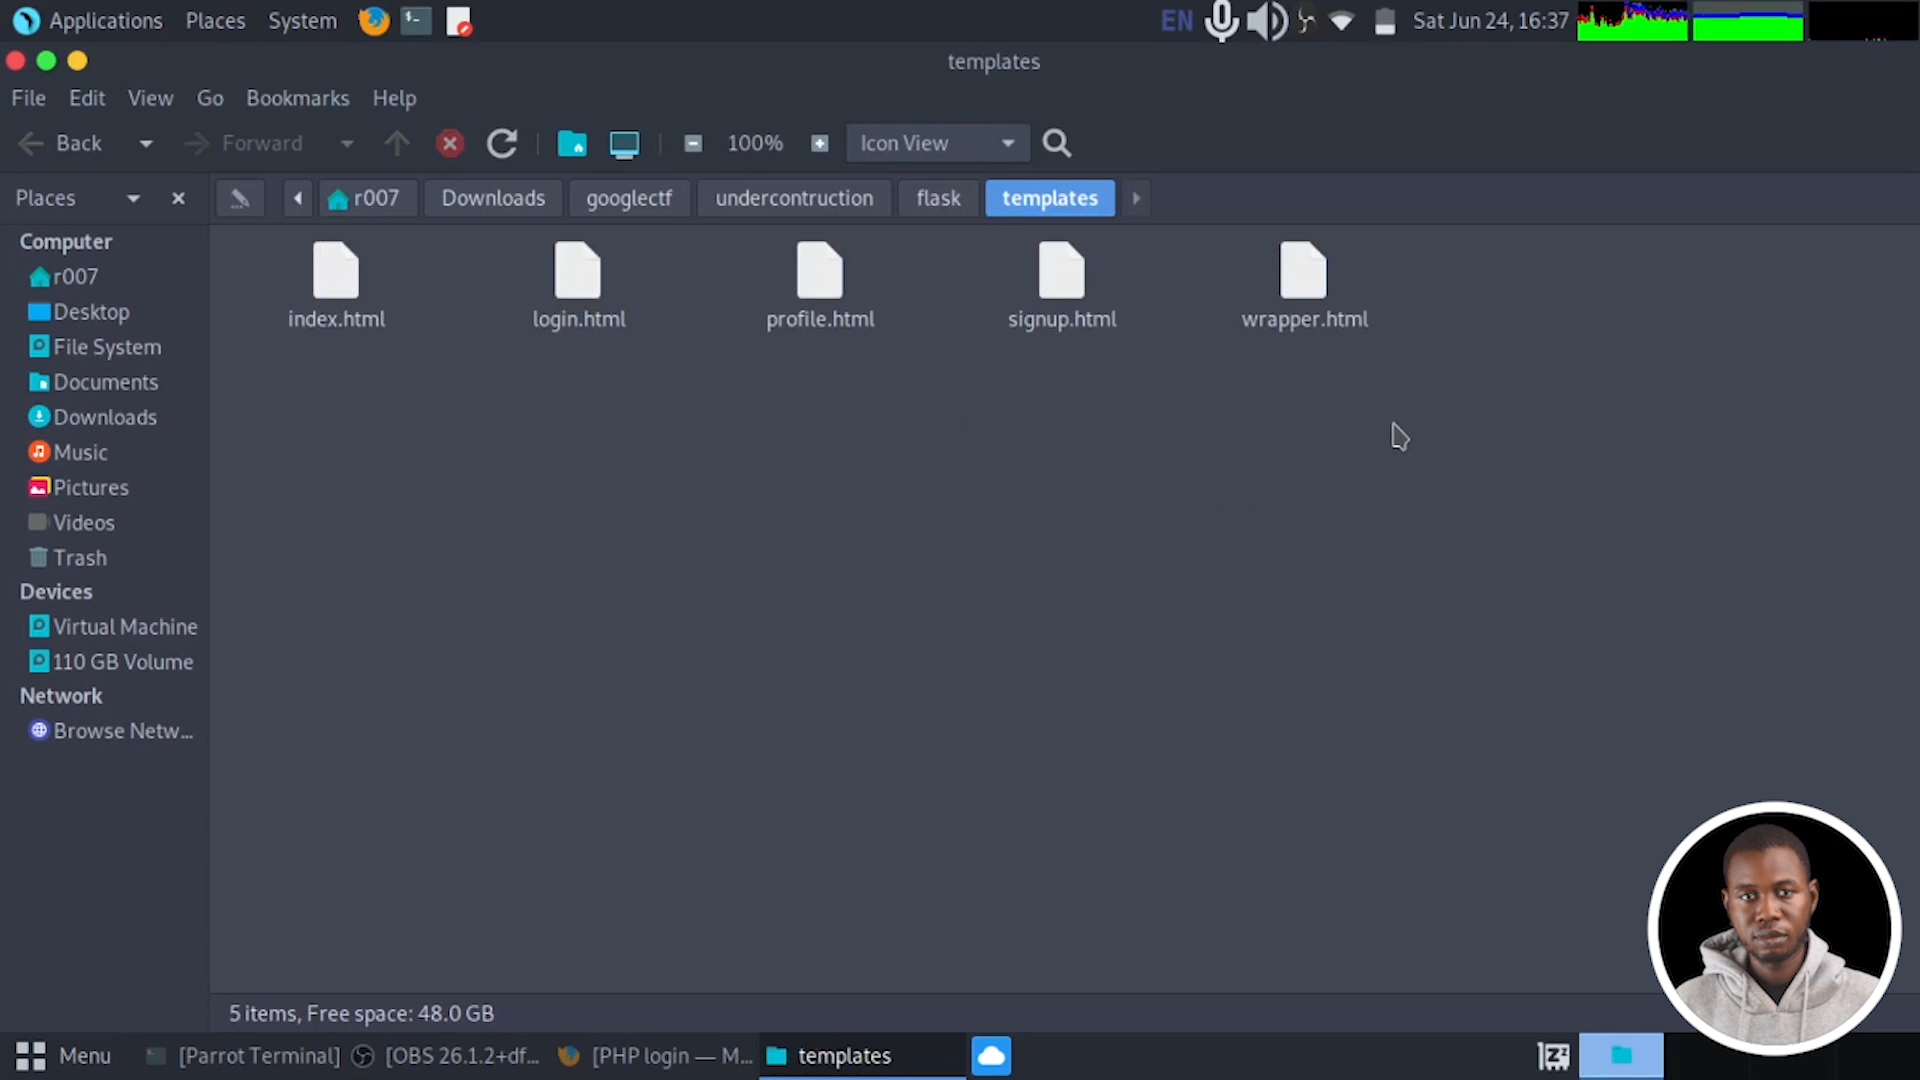 Applications Places System EN Sat Jun 24, 16:37
templates
File Edit View Go Bookmarks Help
Back Forward 100% Icon View
Places r007 Downloads googlectf undercontruction flask templates
Computer
r007
Desktop
File System
Documents
Downloads
Music
Pictures
Videos
Trash
Devices
Virtual Machine
110 GB Volume
Network
Browse Netw...
index.html login.html profile.html signup.html wrapper.html
5 items, Free space: 48.0 GB
Menu [Parrot Terminal] [OBS 26.1.2+df... [PHP login — M... templates